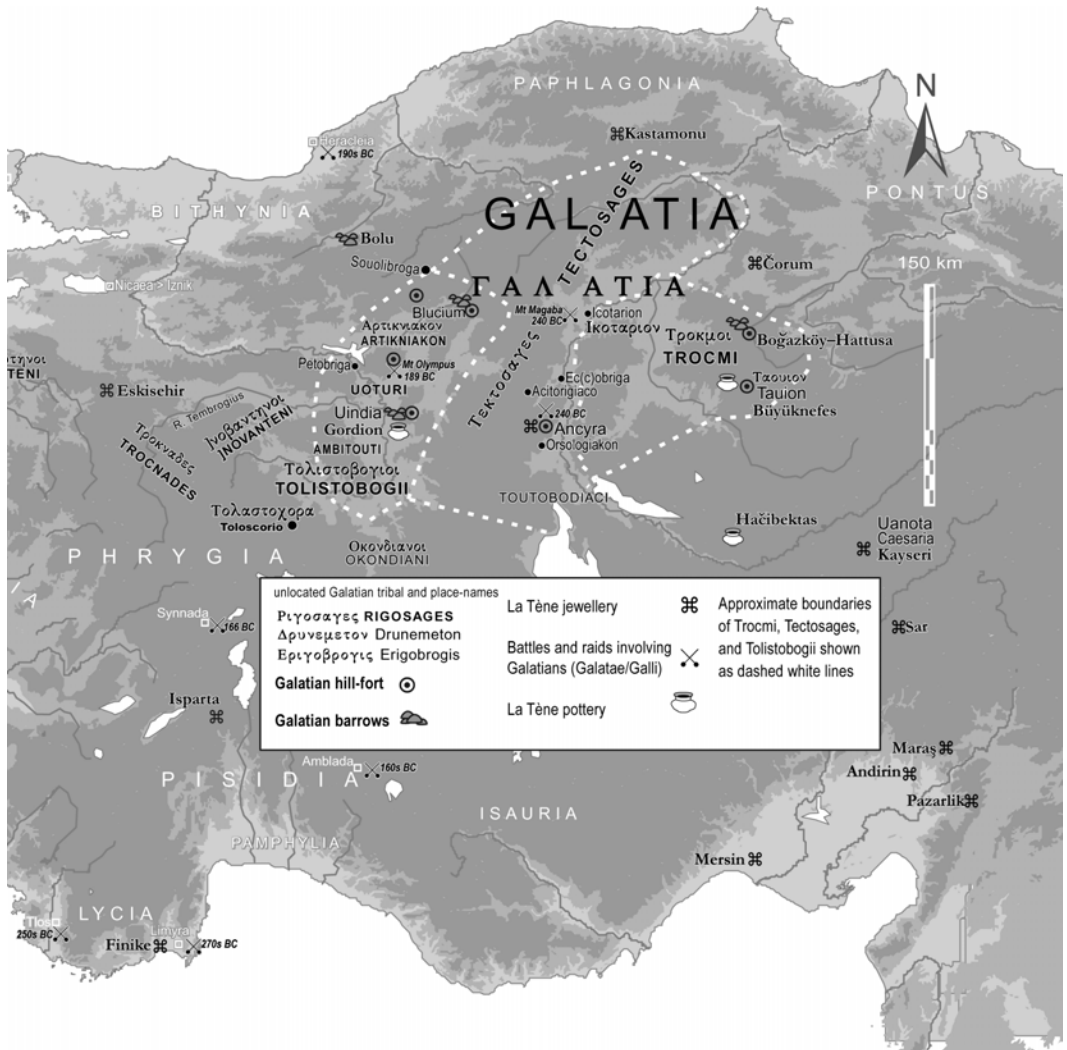 PAPHLAGONIA
N
Kastamonu
Heracleia
190s BC
PONTUS
BITHYNIA
GALATIA
TECTOSAGES
Bolu
Čorum
Souolibroga
150 km
Nicaea > Iznik
ΓΑΛΑΤΙΑ
Blucium
Mt Magaba
240 BC
Icotarion
Ικοταριον
Αρτικνιακον
ARTIKNIAKON
Τροκμοι
TROCMI
Boğazköy–Hattusa
Petobriga
Mt Olympus
189 BC
Τεκτοσαγες
Eskisehir
UOTURI
Ec(c)obriga
Acitorigiaco
Ταουιον
Tauion
Büyüknefes
R. Tembrogius
Ινοβαντηνοι
INOVANTENI
Uindia
Gordion
240 BC
Ancyra
Orsologiakon
Τροκναδες
TROCNADES
AMBITOUTI
Τολιστοβογιοι
TOLISTOBOGII
TOUTOBODIACI
Τολαστοχορα
Toloscorio
Hačibektas
Uanota
Caesaria
Kayseri
PHRYGIA
Οκονδιανοι
OKONDIANI
unlocated Galatian tribal and place-names
Ριγοσαγες RIGOSAGES
Δρυνεμετον Drunemeton
Εριγοβρογις Erigobrogis
Galatian hill-fort
Galatian barrows
La Tène jewellery
Battles and raids involving
Galatians (Galatae/Galli)
La Tène pottery
Approximate boundaries
of Trocmi, Tectosages,
and Tolistobogii shown
as dashed white lines
Synnada
166 BC
Sar
Isparta
Amblada
160s BC
Maraş
PISIDIA
Andirin
Pazarlik
ISAURIA
PAMPHYLIA
Mersin
LYCIA
Tlos
250s BC
Finike
Limyra
270s BC